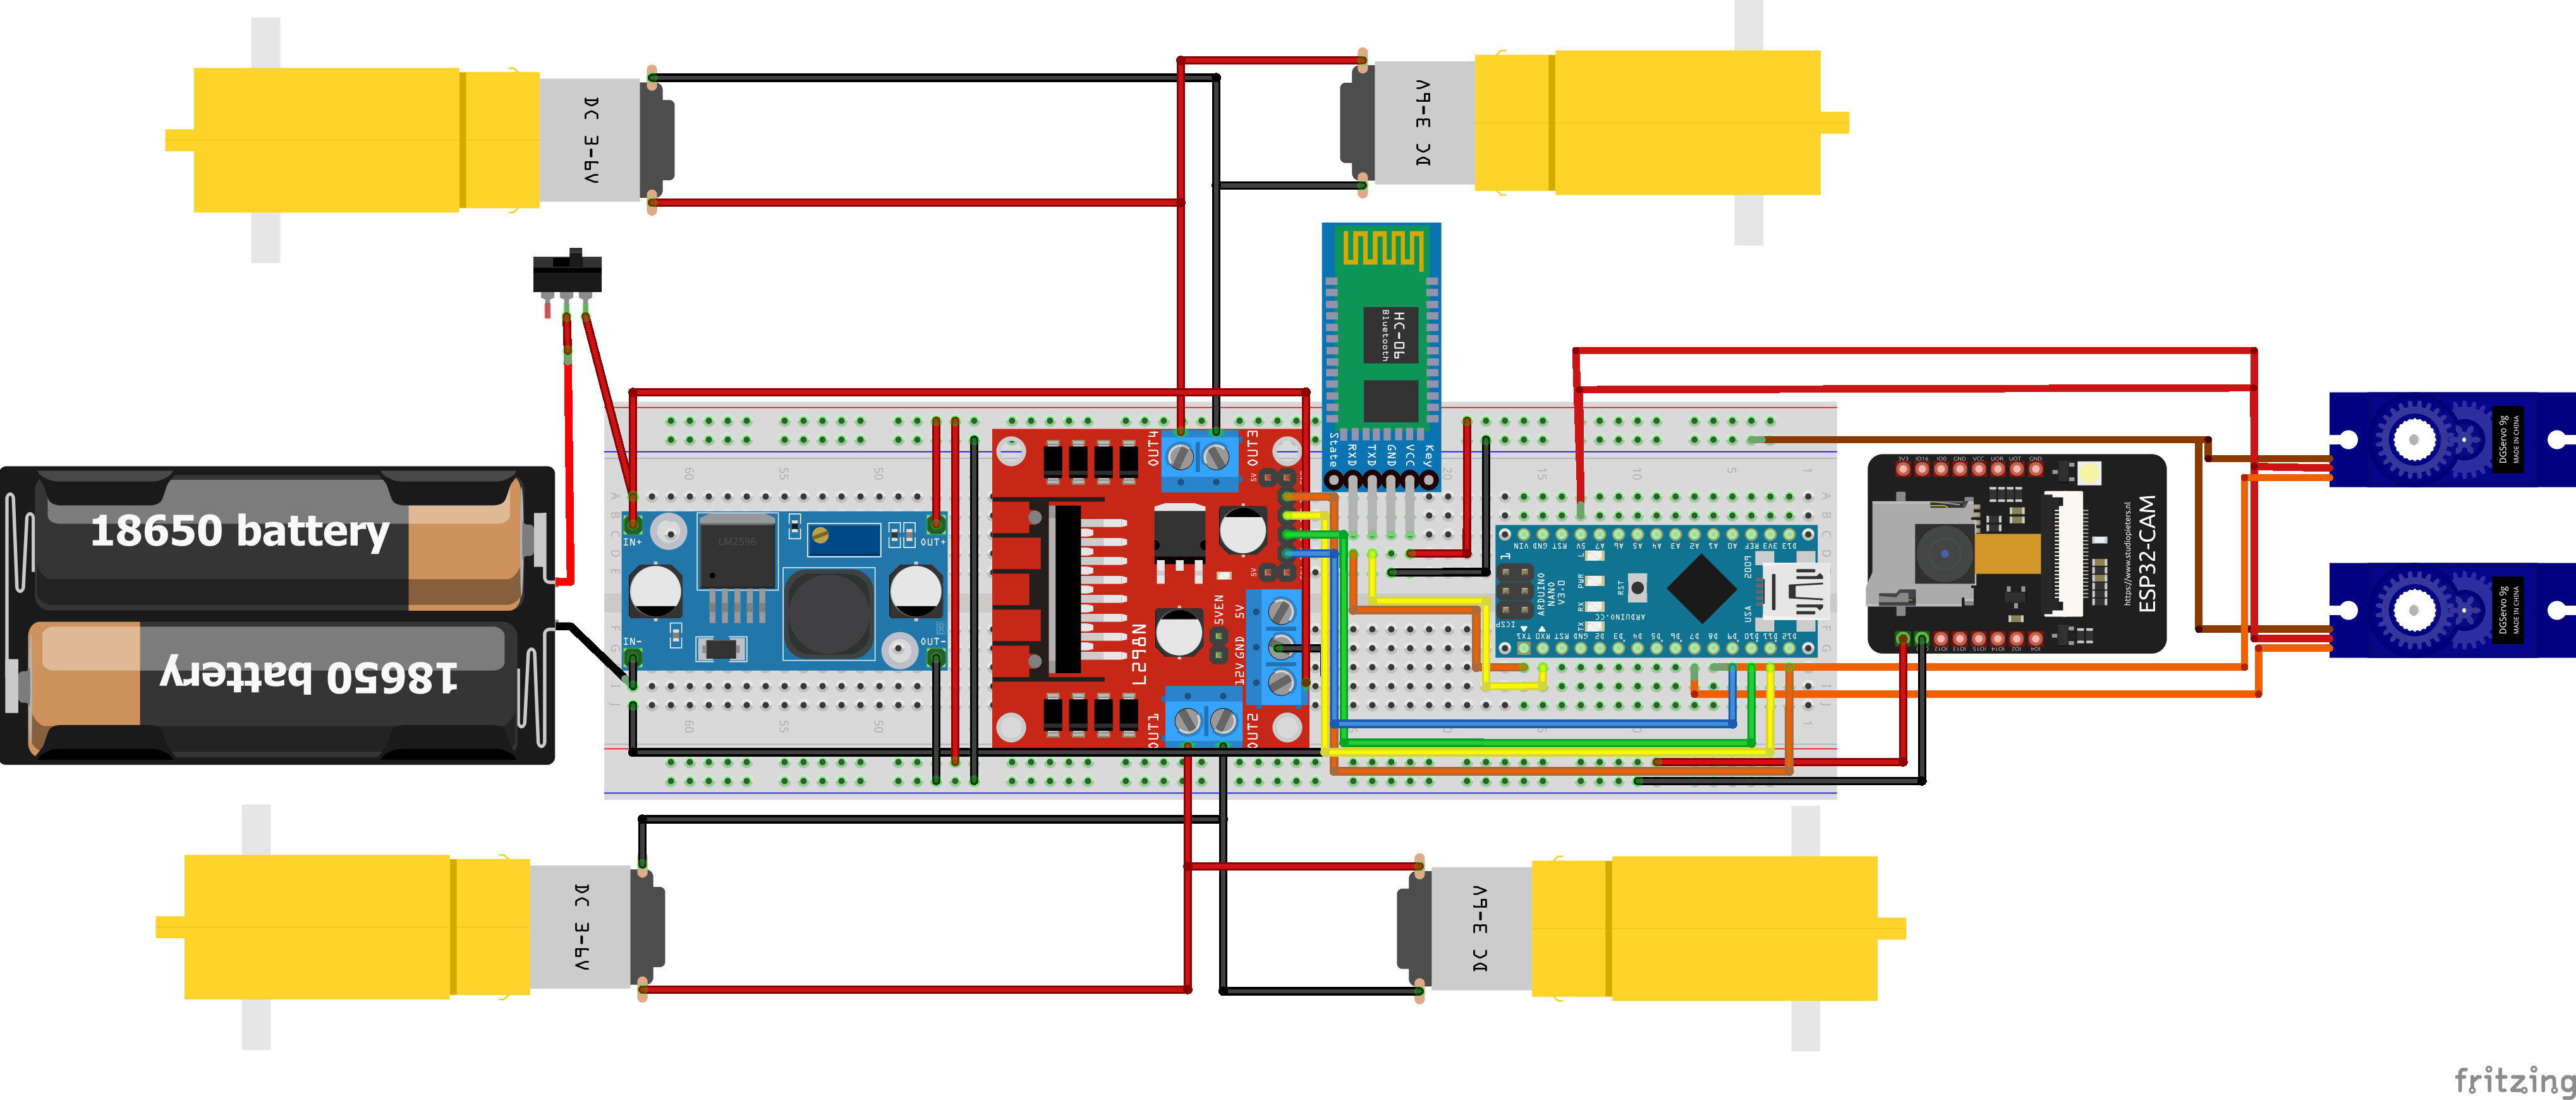 DC 3-6V
DC 3-6V
HC-06
Bluetooth
State
RXD
TXD
GND
VCC
Key
18650 battery
18650 battery
60
55
50
15
10
5
1
A
B
C
D
E
F
G
I
J
IN+
OUT+
IN-
OUT-
LM2596
OUT4
OUT3
5V
5V
L298N
5VEN
5V
GND
12V
OUT1
OUT2
VIN
GND
RST
5V
A7
A6
A5
A4
A3
A2
A1
A0
REF
3V3
D13
L
PWR
RX
TX
RST
ARDUINO
NANO
V3.0
ARDUINO.CC
ICSP
USA
2009
TX1
RX0
RST
GND
D2
D3
D4
D5
D6
D7
D8
D9
D10
D11
D12
60
55
50
1
3V3
IO16
IO0
GND
VCC
UOR
UOT
GND
https://www.studiopieters.nl
ESP32-CAM
IO12
IO13
IO15
IO14
IO2
IO4
DGServo 9g
MADE IN CHINA
DGServo 9g
MADE IN CHINA
DC 3-6V
DC 3-6V
fritzing